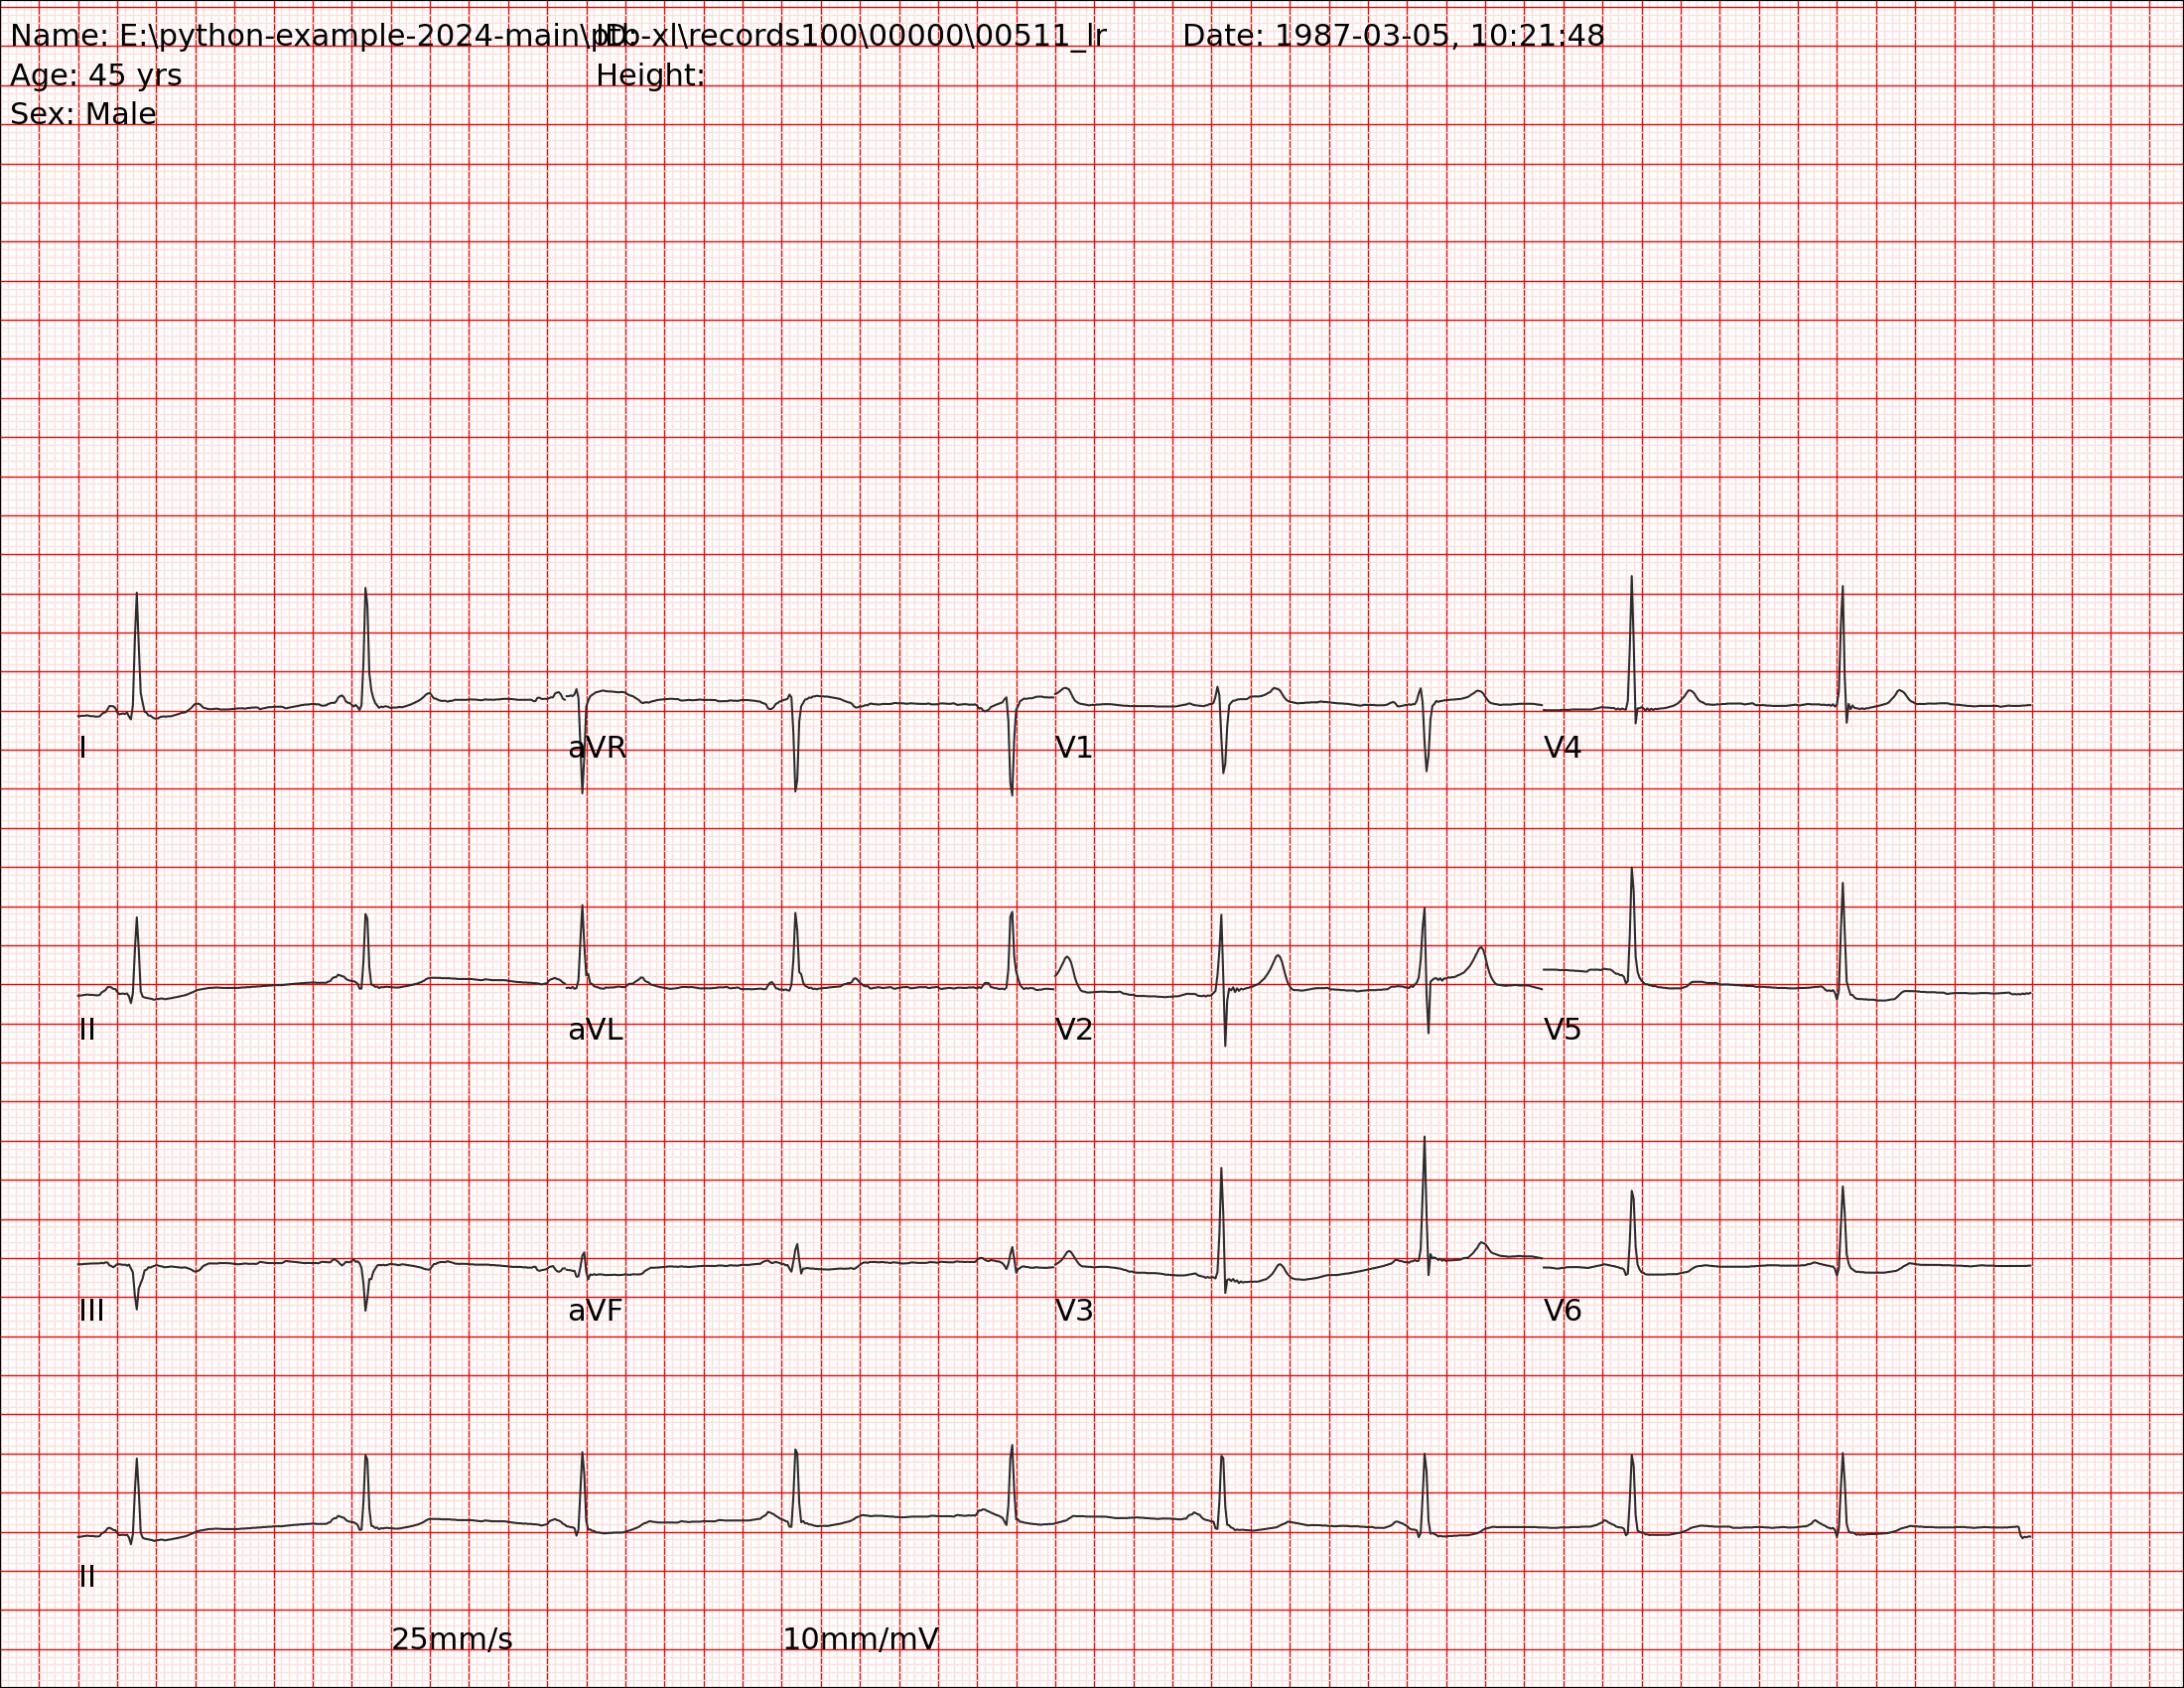 Name: E:\python-example-2024-main\ptb-xl\records100\00000\00511_lr ID: Date: 1987-03-05, 10:21:48
Age: 45 yrs Height:
Sex: Male
I aVR V1 V4
II aVL V2 V5
III aVF V3 V6
II
25mm/s 10mm/mV